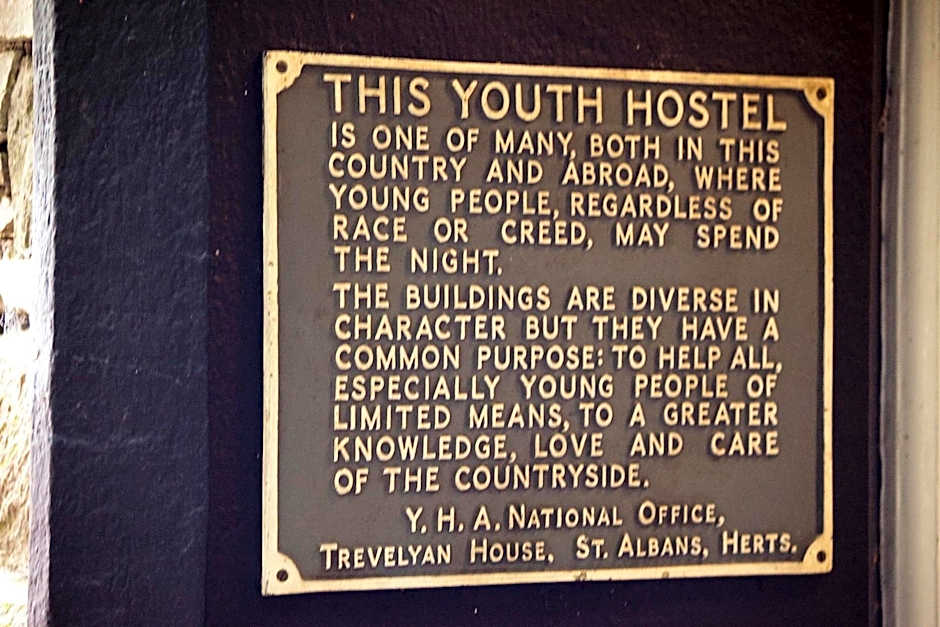 THIS YOUTH HOSTEL
IS ONE OF MANY, BOTH IN THIS
COUNTRY AND ABROAD, WHERE
YOUNG PEOPLE, REGARDLESS OF
RACE OR CREED, MAY SPEND
THE NIGHT.
THE BUILDINGS ARE DIVERSE IN
CHARACTER BUT THEY HAVE A
COMMON PURPOSE: TO HELP ALL,
ESPECIALLY YOUNG PEOPLE OF
LIMITED MEANS, TO A GREATER
KNOWLEDGE, LOVE AND CARE
OF THE COUNTRYSIDE.
Y. H. A. NATIONAL OFFICE,
TREVELYAN HOUSE, ST. ALBANS, HERTS.